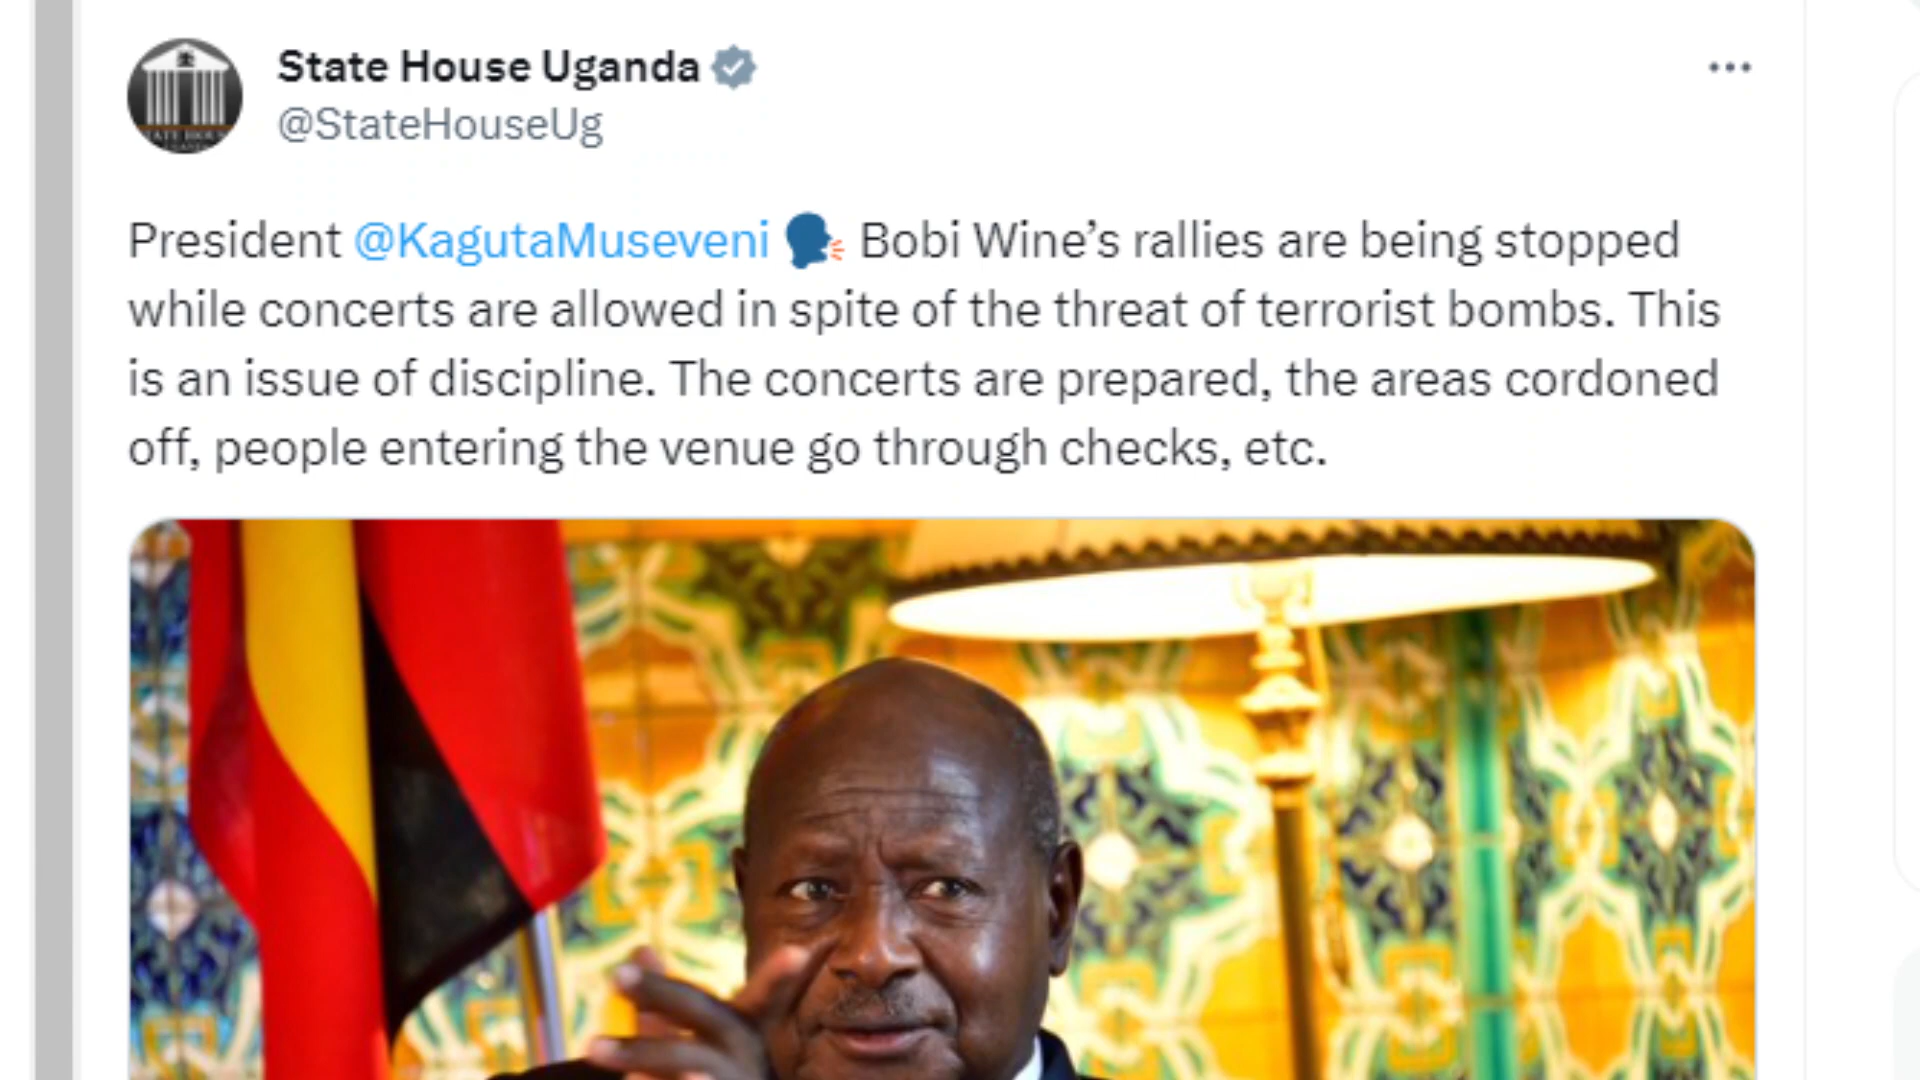 State House Uganda
@StateHouseUg
President @KagutaMuseveni 🗣 Bobi Wine’s rallies are being stopped
while concerts are allowed in spite of the threat of terrorist bombs. This
is an issue of discipline. The concerts are prepared, the areas cordoned
off, people entering the venue go through checks, etc.